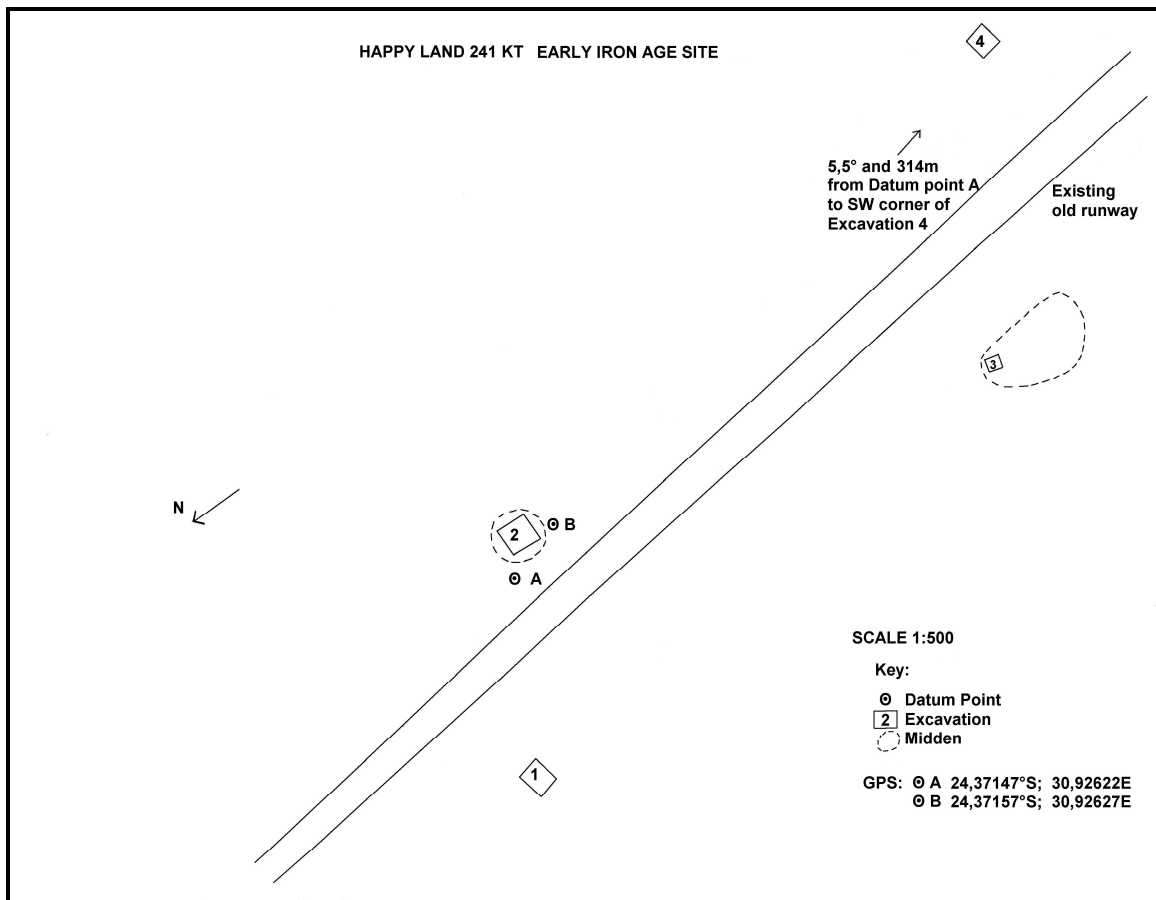 HAPPY LAND 241 KT EARLY IRON AGE SITE
4
5,5° and 314m
from Datum point A
to SW corner of
Excavation 4
Existing
old runway
3
N
2
B
A
SCALE 1:500
Key:
Datum Point
2 Excavation
Midden
1
GPS: A 24,37147°S; 30,92622E
B 24,37157°S; 30,92627E